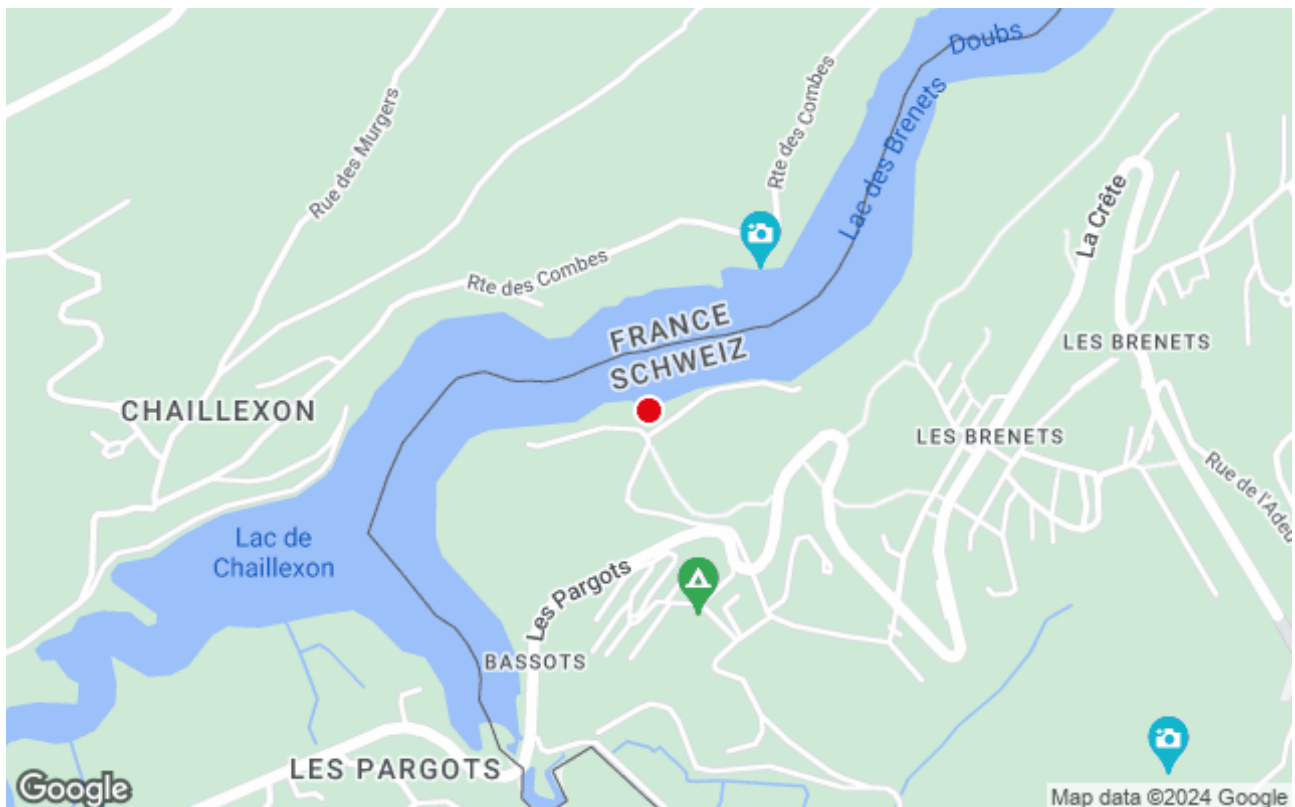 Doubs
Lac des Brenets
Rte des Combes
Rue des Murgers
La Crête
Rte des Combes
FRANCE
SCHWEIZ
LES BRENETS
CHAILLEXON
LES BRENETS
Rue de l'Adeu
Lac de
Chaillexon
Les Pargots
BASSOTS
LES PARGOTS
Google
Map data ©2024 Google